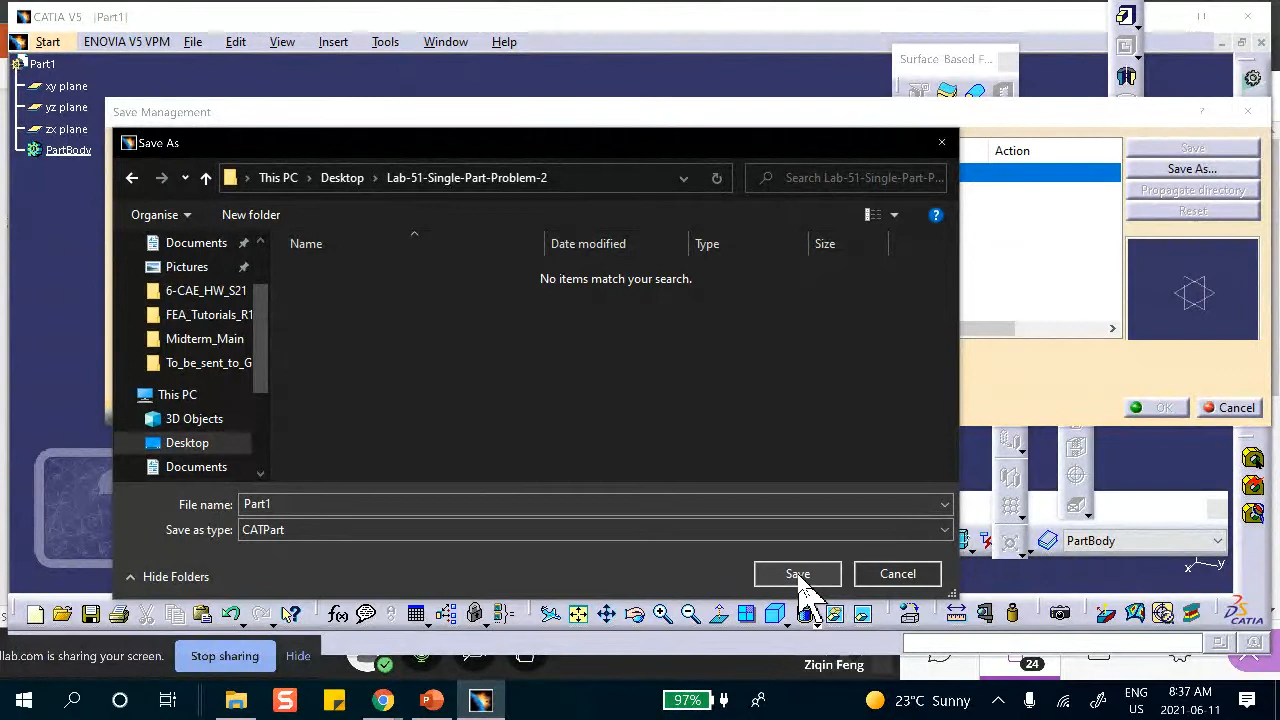 CATIA V5 [Part1]
Start
ENOVIA V5 VPM
File
Edit
View
Insert
Tools
Window
Help
Part1
xy plane
yz plane
zx plane
PartBody
Surface Based F...
Save Management
Action
Save
Save As...
Propagate directory
Reset
OK
Cancel
Save As
This PC
Desktop
Lab-51-Single-Part-Problem-2
Search Lab-51-Single-Part-P...
Organise
New folder
Name
Date modified
Type
Size
No items match your search.
Documents
Pictures
6-CAE_HW_S21
FEA_Tutorials_R1
Midterm_Main
To_be_sent_to_G
This PC
3D Objects
Desktop
Documents
File name:
Part1
Save as type:
CATPart
Hide Folders
Save
Cancel
PartBody
f(x)
x
y
CATIA
llab.com is sharing your screen.
Stop sharing
Hide
Ziqin Feng
24
97%
23°C Sunny
ENG
US
8:37 AM
2021-06-11